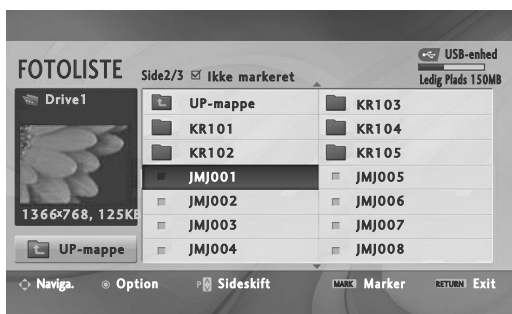 USB-enhed
FOTOLISTE Side2/3 Ikke markeret
Ledig Plads 150MB
Drive1
UP-mappe KR103
KR101 KR104
KR102 KR105
JMJ001 JMJ005
JMJ002 JMJ006
JMJ003 JMJ007
JMJ004 JMJ008
1366x768, 125KB
UP-mappe
Naviga. Option P Sideskift MARK Marker RETURN Exit